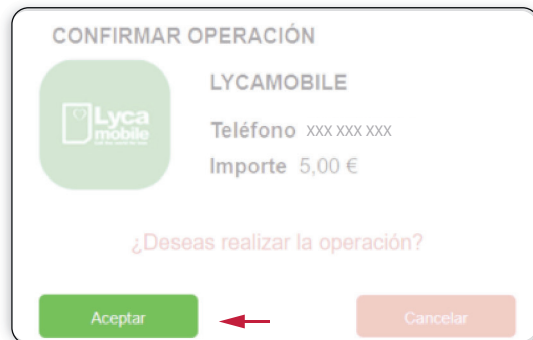 CONFIRMAR OPERACIÓN
LYCAMOBILE
Lyca
mobile
Teléfono XXX XXX XXX
Importe 5,00 €
¿Deseas realizar la operación?
Aceptar
Cancelar